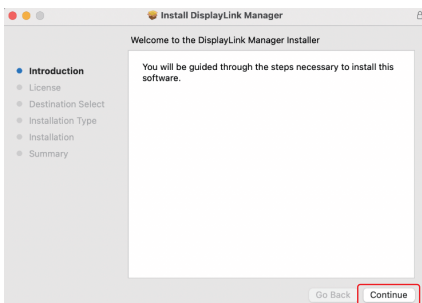 Install DisplayLink Manager
Welcome to the DisplayLink Manager Installer
Introduction
License
Destination Select
Installation Type
Installation
Summary
You will be guided through the steps necessary to install this
software.
Go Back
Continue